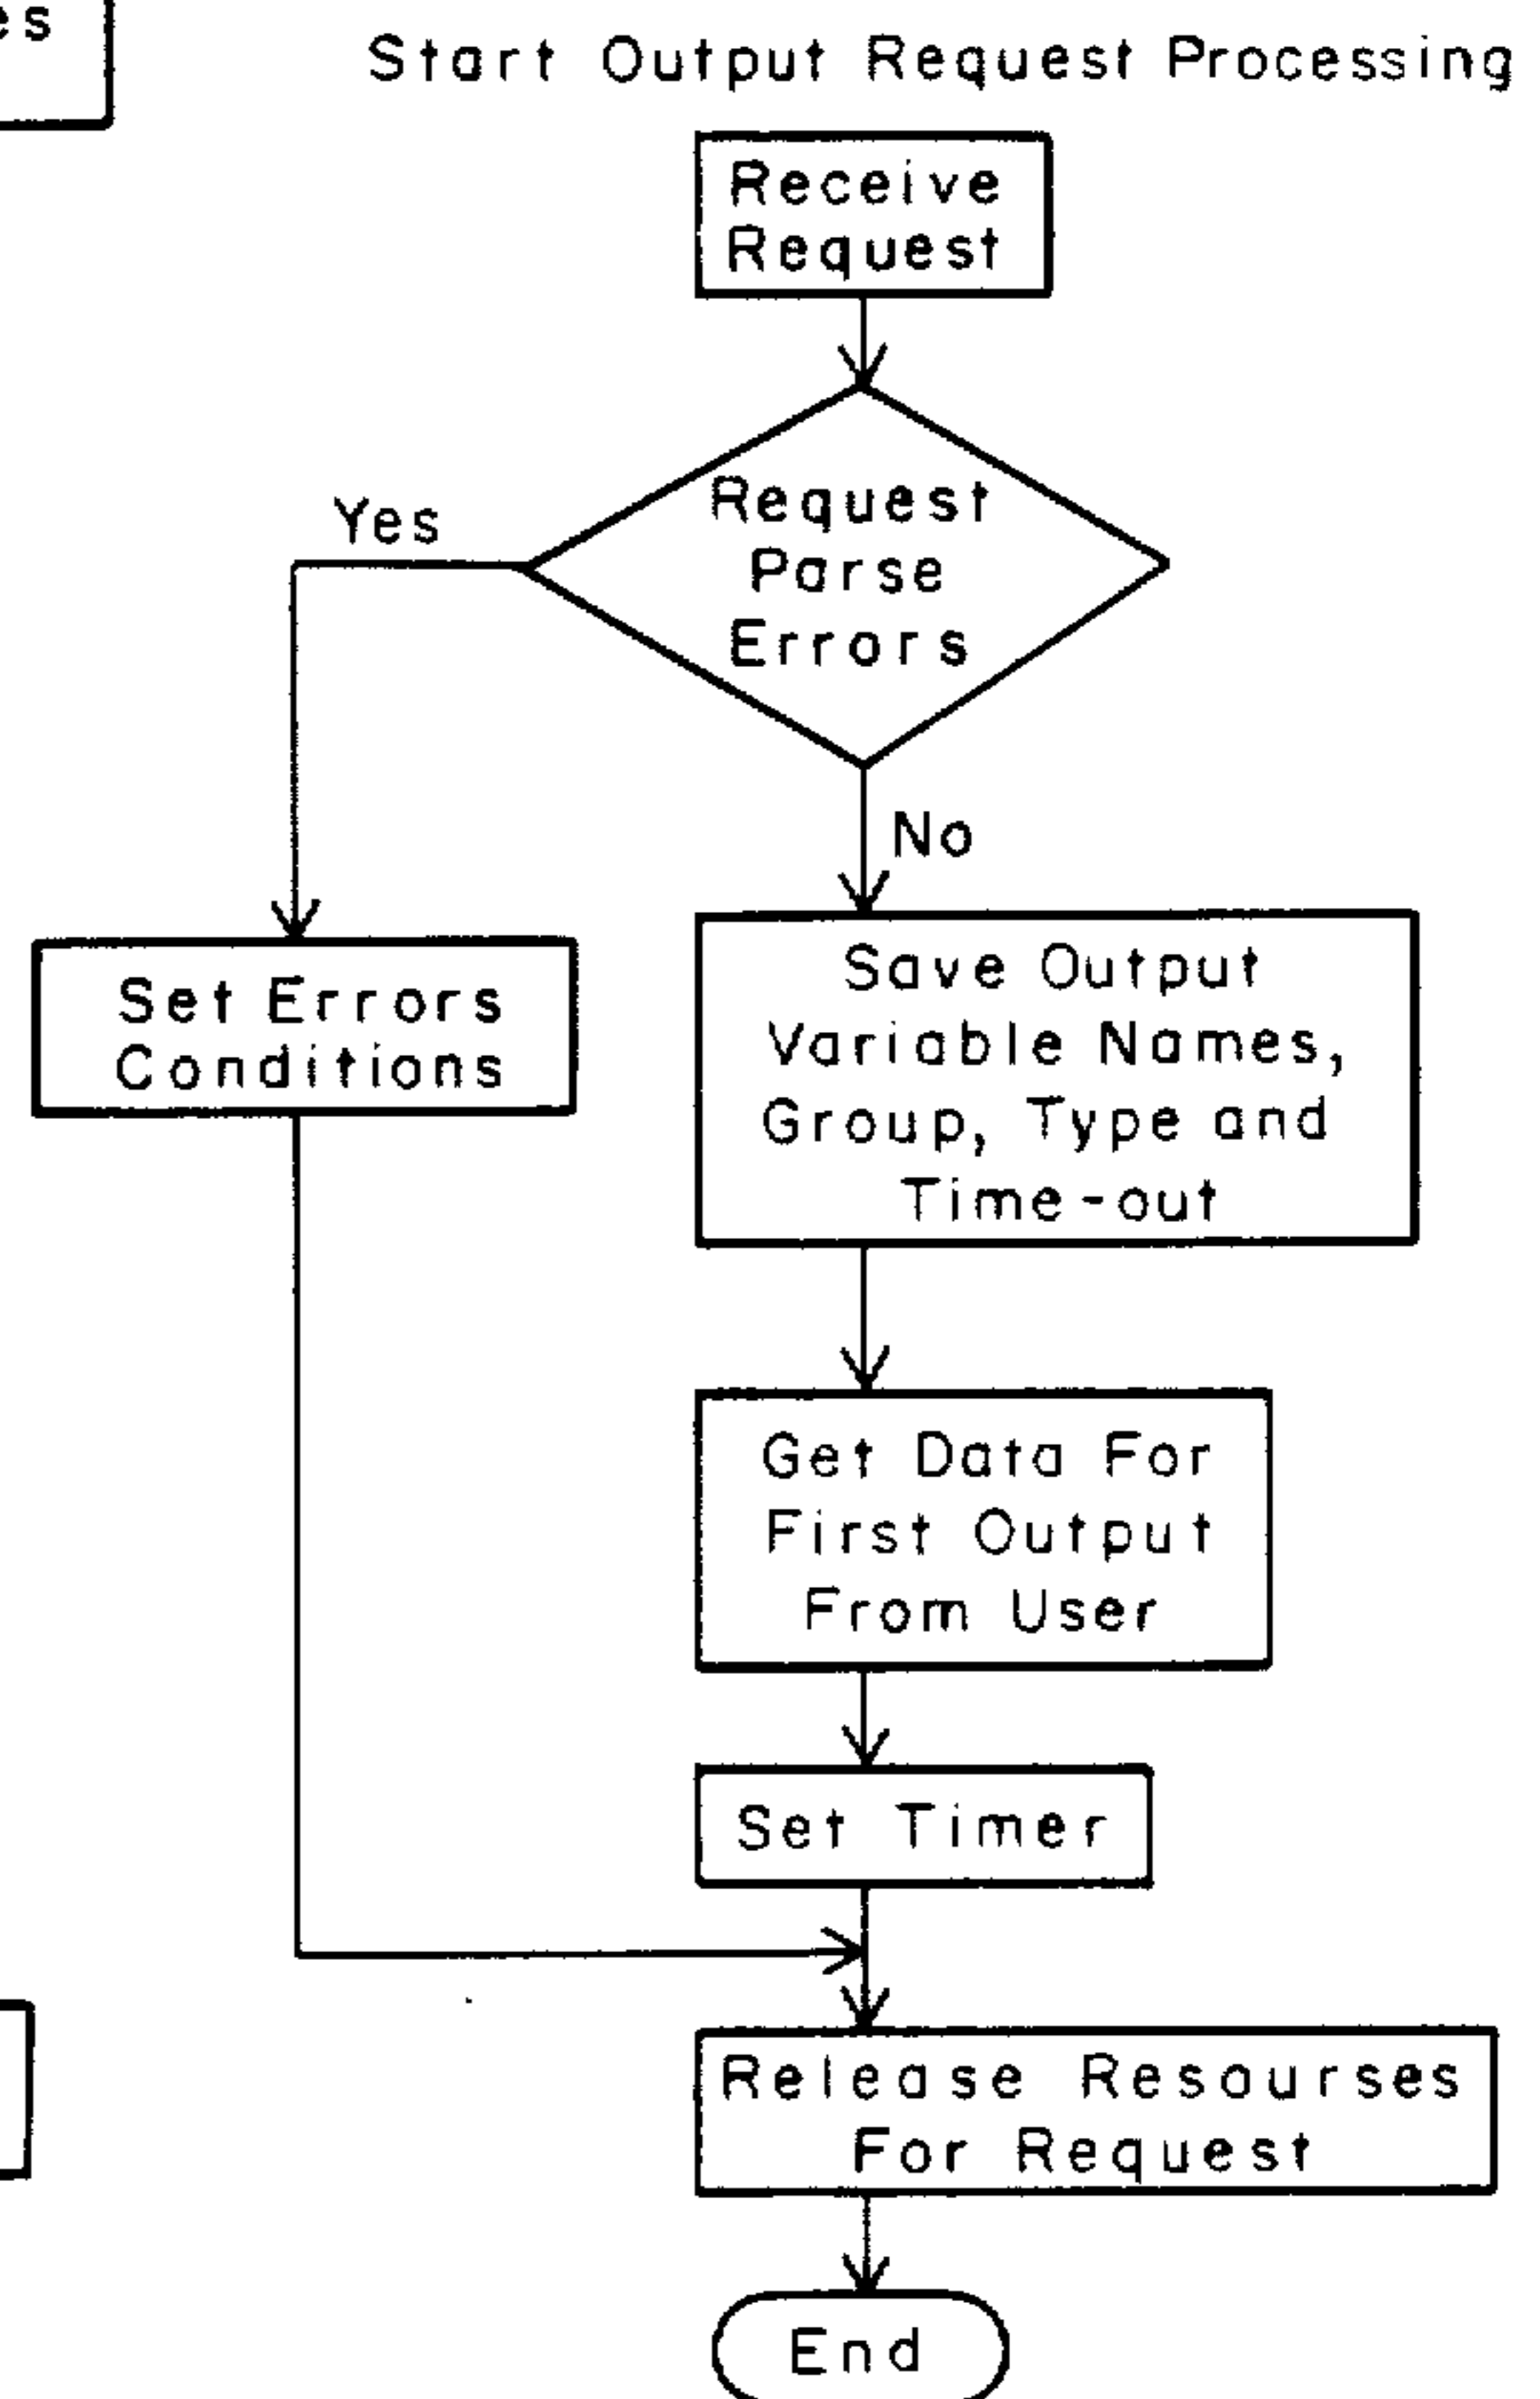 es
Start Output Request Processing
Receive
Request
Request
Parse
Errors
Yes
No
Set Errors
Conditions
Save Output
Variable Names,
Group, Type and
Time-out
Get Data For
First Output
From User
Set Timer
Release Resourses
For Request
End